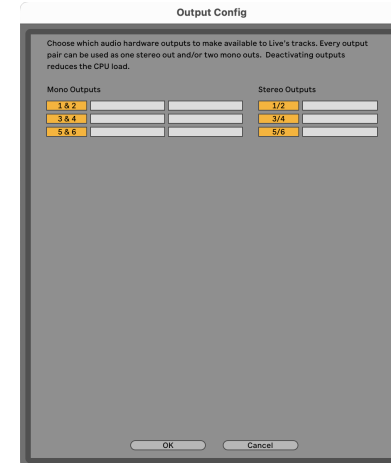 Output Config
Choose which audio hardware outputs to make available to Live's tracks. Every output
pair can be used as one stereo out and/or two mono outs. Deactivating outputs
reduces the CPU load.
Mono Outputs Stereo Outputs
1 & 2 1/2
3 & 4 3/4
5 & 6 5/6
OK Cancel